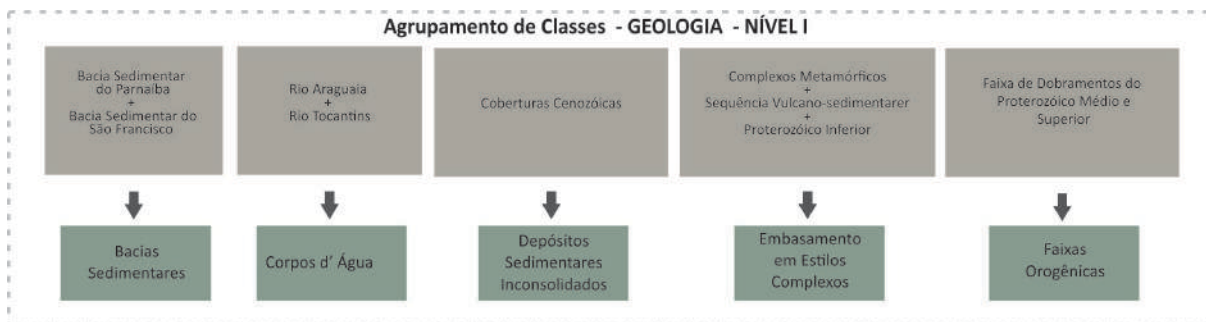 Agrupamento de Classes - GEOLOGIA - NÍVEL I
Bacia Sedimentar
do Parnaíba
+
Bacia Sedimentar do
São Francisco
Rio Araguaia
+
Rio Tocantins
Coberturas Cenozóicas
Complexos Metamórficos
+
Sequência Vulcano-sedimentarer
+
Proterozóico Inferior
Faixa de Dobramentos do
Proterozóico Médio e
Superior
Bacias
Sedimentares
Corpos d' Água
Depósitos
Sedimentares
Inconsolidados
Embasamento
em Estilos
Complexos
Faixas
Orogênicas